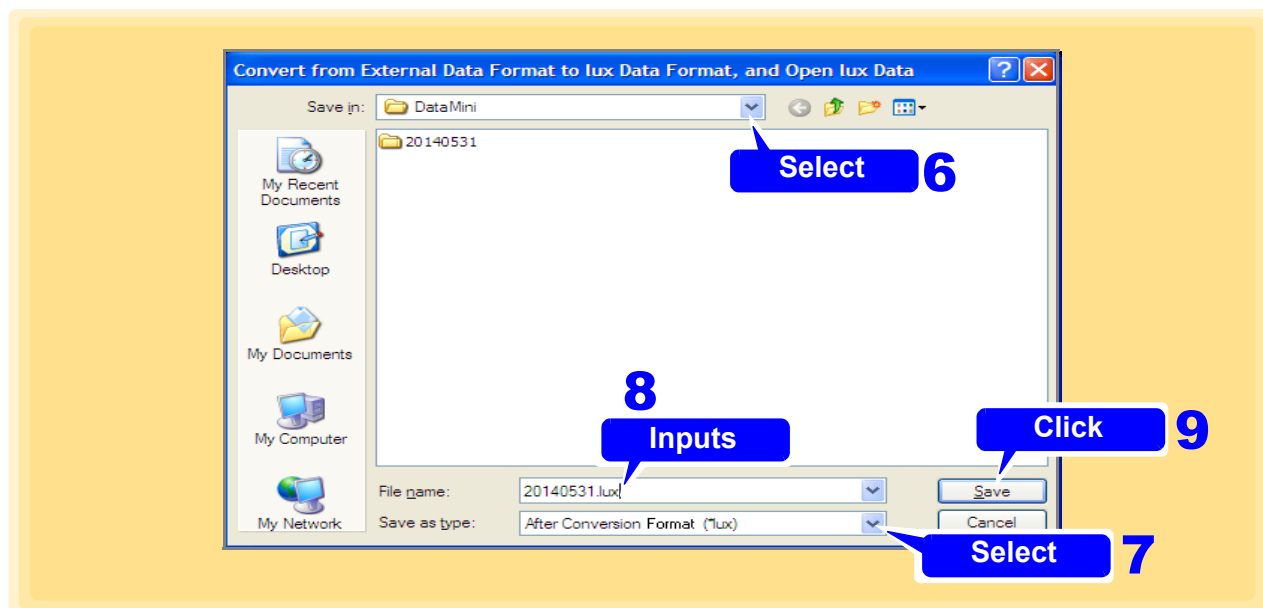 Convert from External Data Format to lux Data Format, and Open lux Data
Save in: DataMini
20140531
Select 6
My Recent
Documents
Desktop
My Documents
My Computer
My Network
8
Inputs
Click 9
File name: 20140531.lux Save
Save as type: After Conversion Format (*lux) Cancel
Select 7